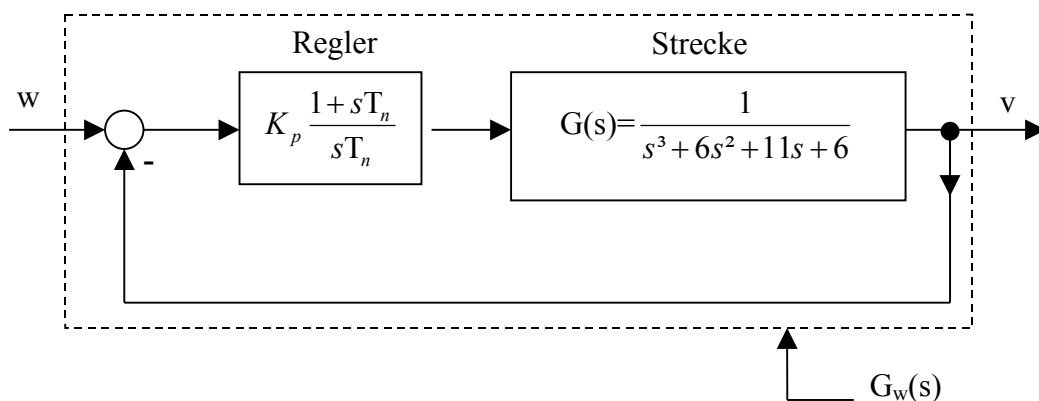 Regler
Strecke
w
K_p (1 + sT_n) / (sT_n)
G(s)= 1 / (s³ + 6s² + 11s + 6)
v
-
G_w(s)